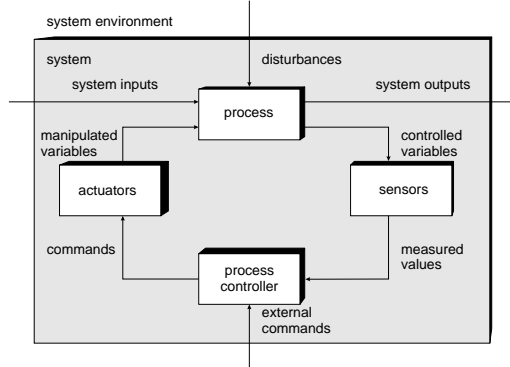 system environment
system
disturbances
system inputs
system outputs
process
manipulated
variables
controlled
variables
actuators
sensors
commands
measured
values
process
controller
external
commands